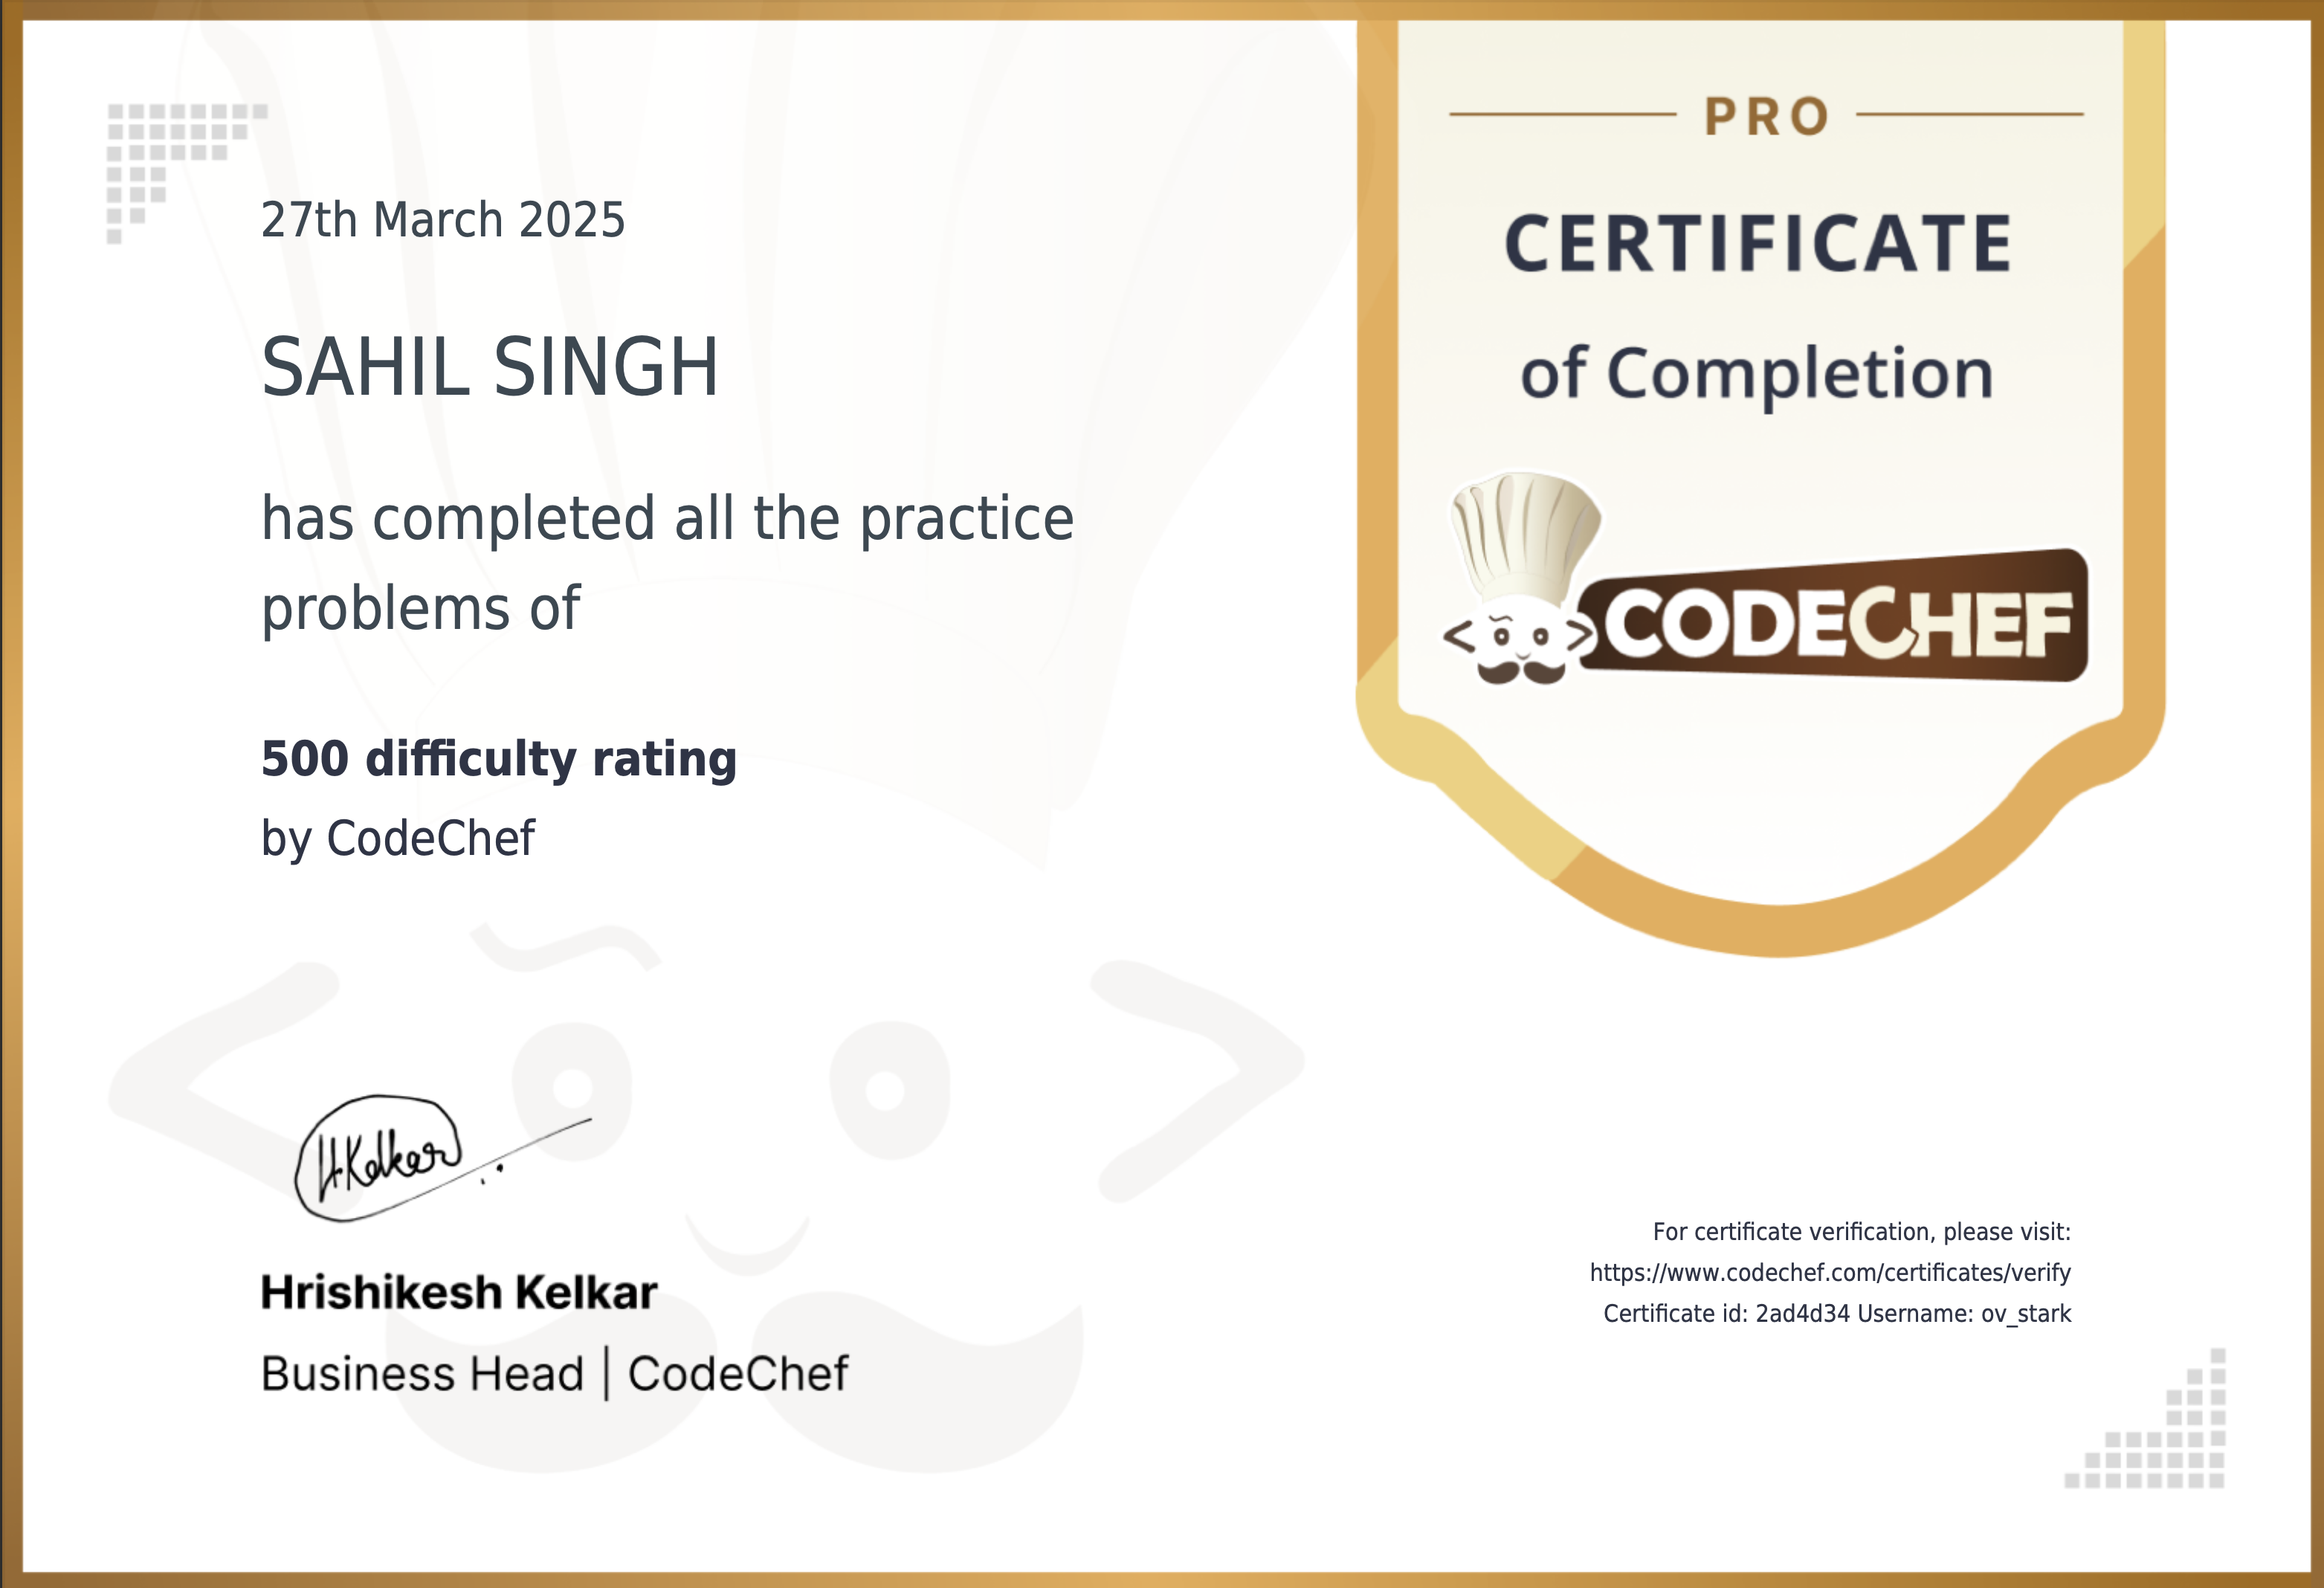 27th March 2025
SAHIL SINGH
has completed all the practice
problems of
500 difficulty rating
by CodeChef
H Kelkar
Hrishikesh Kelkar
Business Head | CodeChef
PRO
CERTIFICATE
of Completion
CODECHEF
For certificate verification, please visit:
https://www.codechef.com/certificates/verify
Certificate id: 2ad4d34 Username: ov_stark